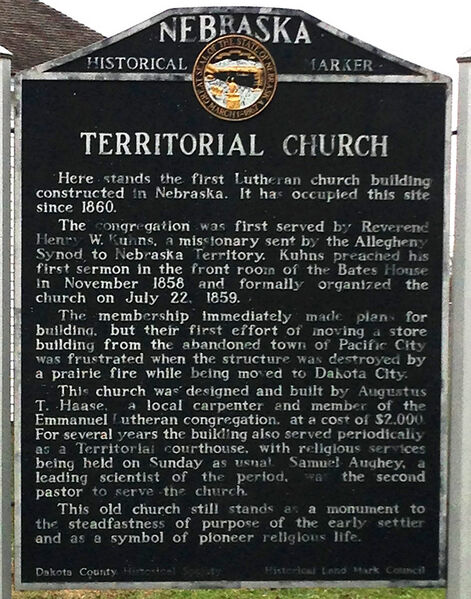 NEBRASKA
HISTORICAL MARKER
GREAT SEAL OF THE STATE OF NEBRASKA
MARCH 1ST 1867
TERRITORIAL CHURCH
Here stands the first Lutheran church building
constructed in Nebraska. It has occupied this site
since 1860.
The congregation was first served by Reverend
Henry W. Kuhns, a missionary sent by the Allegheny
Synod to Nebraska Territory. Kuhns preached his
first sermon in the front room of the Bates House
in November 1858 and formally organized the
church on July 22, 1859.
The membership immediately made plans for
building, but their first effort of moving a store
building from the abandoned town of Pacific City
was frustrated when the structure was destroyed by
a prairie fire while being moved to Dakota City.
This church was designed and built by Augustus
T. Haase, a local carpenter and member of the
Emmanuel Lutheran congregation, at a cost of $2,000.
For several years the building also served periodically
as a Territorial courthouse, with religious services
being held on Sunday as usual. Samuel Aughey, a
leading scientist of the period, was the second
pastor to serve the church.
This old church still stands as a monument to
the steadfastness of purpose of the early settler
and as a symbol of pioneer religious life.
Dakota County Historical Society Historical Land Mark Council